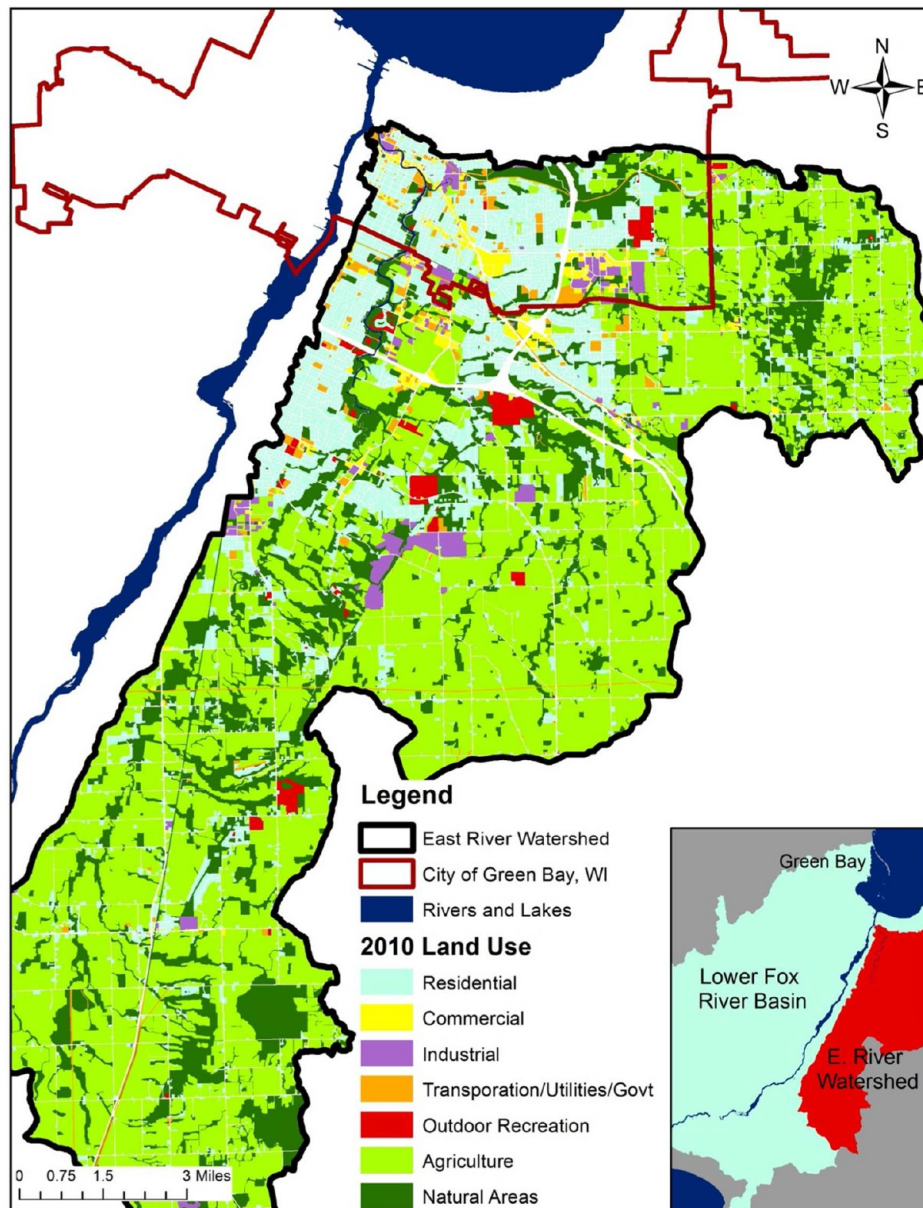 N
W E
S
Legend
East River Watershed
City of Green Bay, WI
Rivers and Lakes
2010 Land Use
Residential
Commercial
Industrial
Transporation/Utilities/Govt
Outdoor Recreation
Agriculture
Natural Areas
0 0.75 1.5 3 Miles
Green Bay
Lower Fox
River Basin
E. River
Watershed